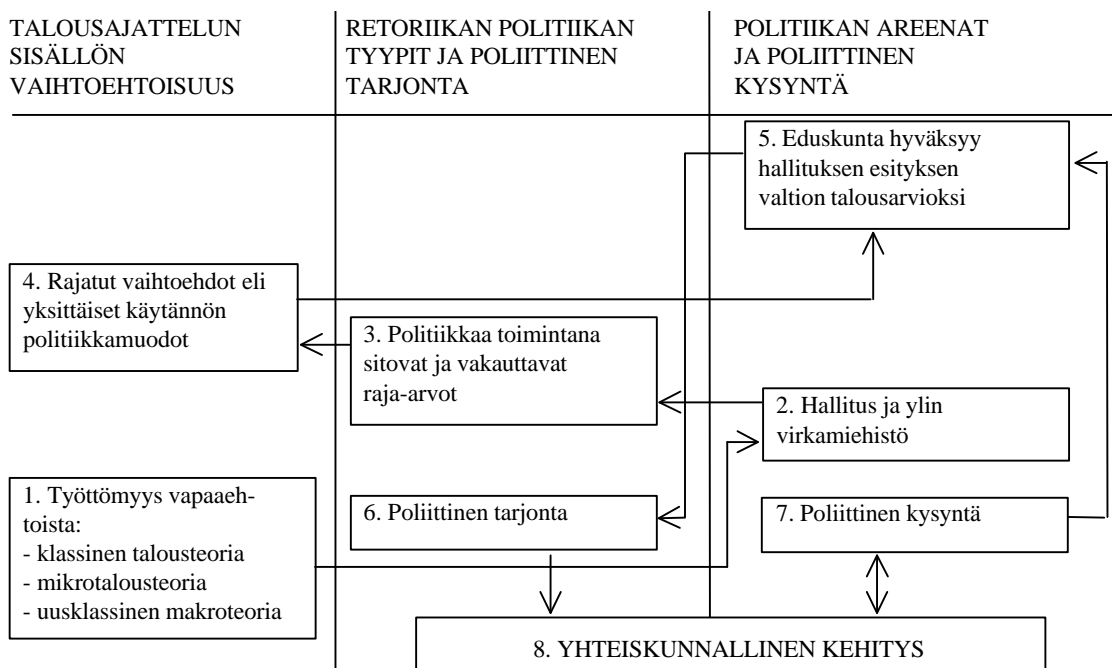 TALOUSAJATTELUN
SISÄLLÖN
VAIHTOEHTOISUUS
RETORIIKAN POLITIIKAN
TYYPIT JA POLIITTINEN
TARJONTA
POLITIIKAN AREENAT
JA POLIITTINEN
KYSYNTÄ
5. Eduskunta hyväksyy
hallituksen esityksen
valtion talousarvioksi
4. Rajatut vaihtoehdot eli
yksittäiset käytännön
politiikkamuodot
3. Politiikkaa toimintana
sitovat ja vakauttavat
raja-arvot
2. Hallitus ja ylin
virkamiehistö
1. Työttömyys vapaaeh-
toista:
- klassinen talousteoria
- mikrotalousteoria
- uusklassinen makroteoria
6. Poliittinen tarjonta
7. Poliittinen kysyntä
8. YHTEISKUNNALLINEN KEHITYS